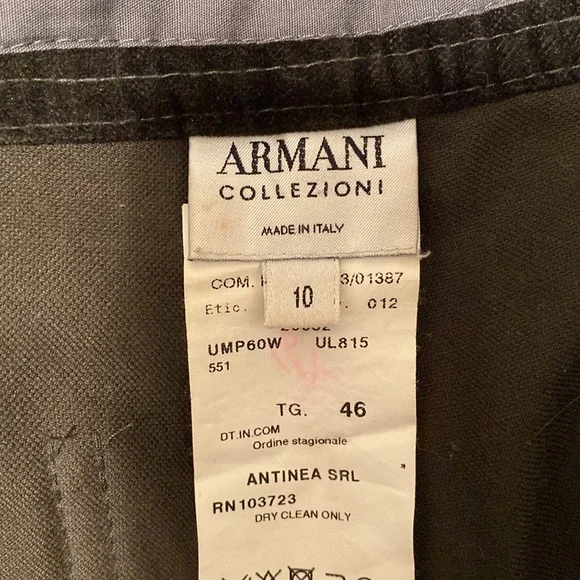 ARMANI
COLLEZIONI
MADE IN ITALY
COM. 3/01387
10
Etic. 012
UMP60W UL815
551
TG. 46
DT.IN.COM
Ordine stagionale
ANTINEA SRL *
RN103723
DRY CLEAN ONLY